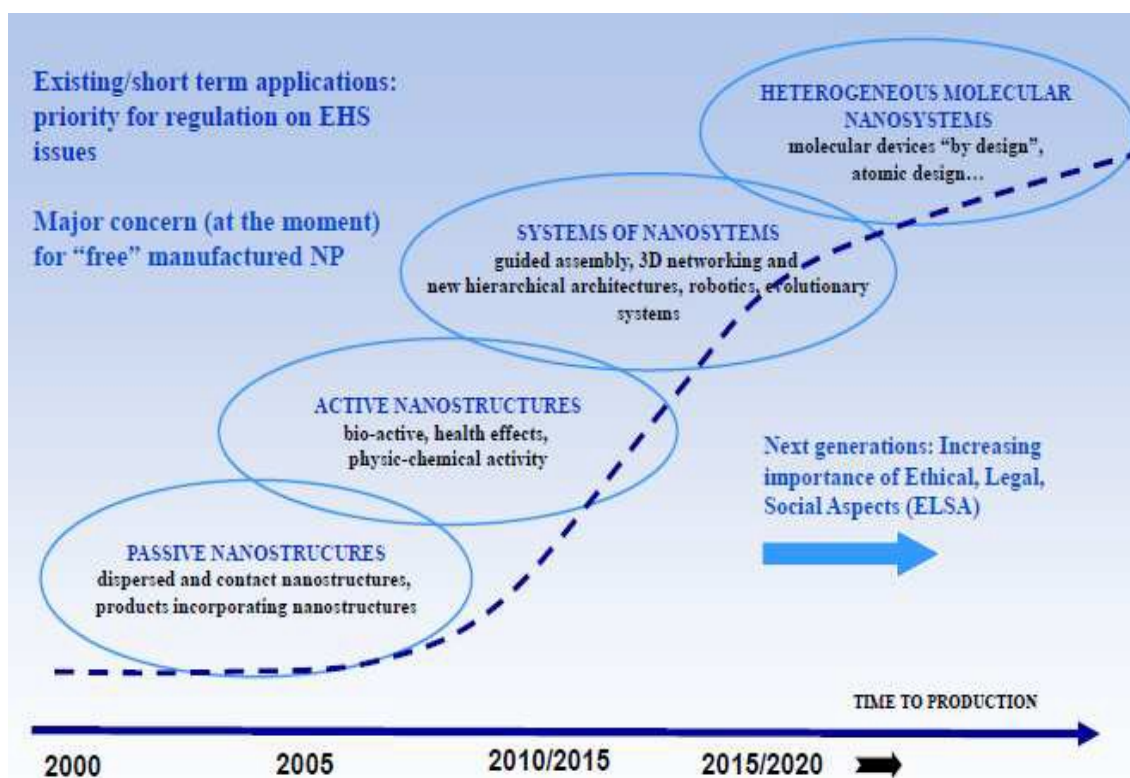 Existing/short term applications:
priority for regulation on EHS
issues
Major concern (at the moment)
for “free” manufactured NP
HETEROGENEOUS MOLECULAR
NANOSYSTEMS
molecular devices “by design”,
atomic design…
SYSTEMS OF NANOSYTEMS
guided assembly, 3D networking and
new hierarchical architectures, robotics, evolutionary
systems
ACTIVE NANOSTRUCTURES
bio-active, health effects,
physic-chemical activity
Next generations: Increasing
importance of Ethical, Legal,
Social Aspects (ELSA)
PASSIVE NANOSTRUCURES
dispersed and contact nanostructures,
products incorporating nanostructures
TIME TO PRODUCTION
2000
2005
2010/2015
2015/2020